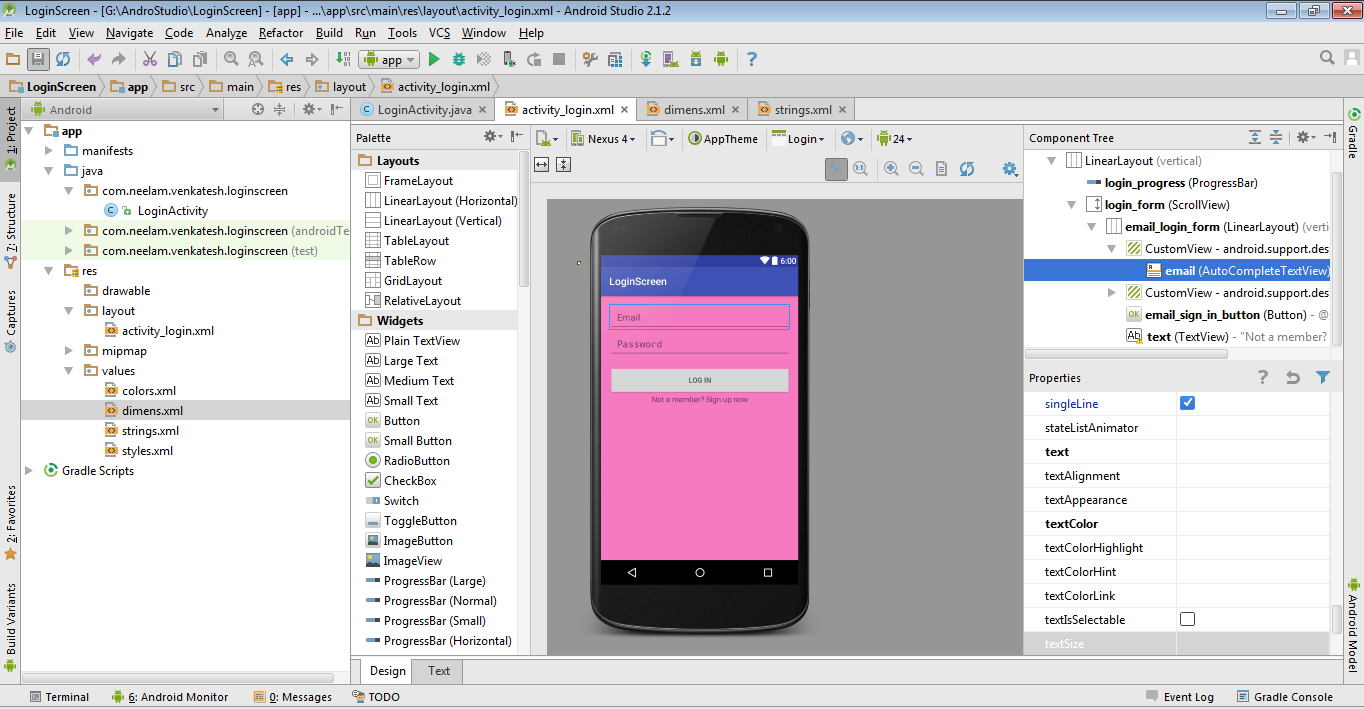 LoginScreen - [G:\AndroStudio\LoginScreen] - [app] - ...\app\src\main\res\layout\activity_login.xml - Android Studio 2.1.2
File Edit View Navigate Code Analyze Refactor Build Run Tools VCS Window Help
app
LoginScreen app src main res layout activity_login.xml
1: Project
7: Structure
Captures
2: Favorites
Build Variants
Android
app
manifests
java
com.neelam.venkatesh.loginscreen
LoginActivity
com.neelam.venkatesh.loginscreen (androidTe
com.neelam.venkatesh.loginscreen (test)
res
drawable
layout
activity_login.xml
mipmap
values
colors.xml
dimens.xml
strings.xml
styles.xml
Gradle Scripts
LoginActivity.java activity_login.xml dimens.xml strings.xml
Palette
Layouts
FrameLayout
LinearLayout (Horizontal)
LinearLayout (Vertical)
TableLayout
TableRow
GridLayout
RelativeLayout
Widgets
Ab Plain TextView
Ab Large Text
Ab Medium Text
Ab Small Text
OK Button
OK Small Button
RadioButton
CheckBox
Switch
ToggleButton
ImageButton
ImageView
ProgressBar (Large)
ProgressBar (Normal)
ProgressBar (Small)
ProgressBar (Horizontal)
Nexus 4 AppTheme Login 24
1:1
6:00
LoginScreen
Email
Password
LOG IN
Not a member? Sign up now
Design Text
Component Tree
LinearLayout (vertical)
login_progress (ProgressBar)
login_form (ScrollView)
email_login_form (LinearLayout) (verti
CustomView - android.support.des
email (AutoCompleteTextView)
CustomView - android.support.des
OK email_sign_in_button (Button) - @
Ab text (TextView) - "Not a member?
Properties
singleLine
stateListAnimator
text
textAlignment
textAppearance
textColor
textColorHighlight
textColorHint
textColorLink
textIsSelectable
textSize
Gradle
Android Model
Terminal 6: Android Monitor 0: Messages TODO Event Log Gradle Console